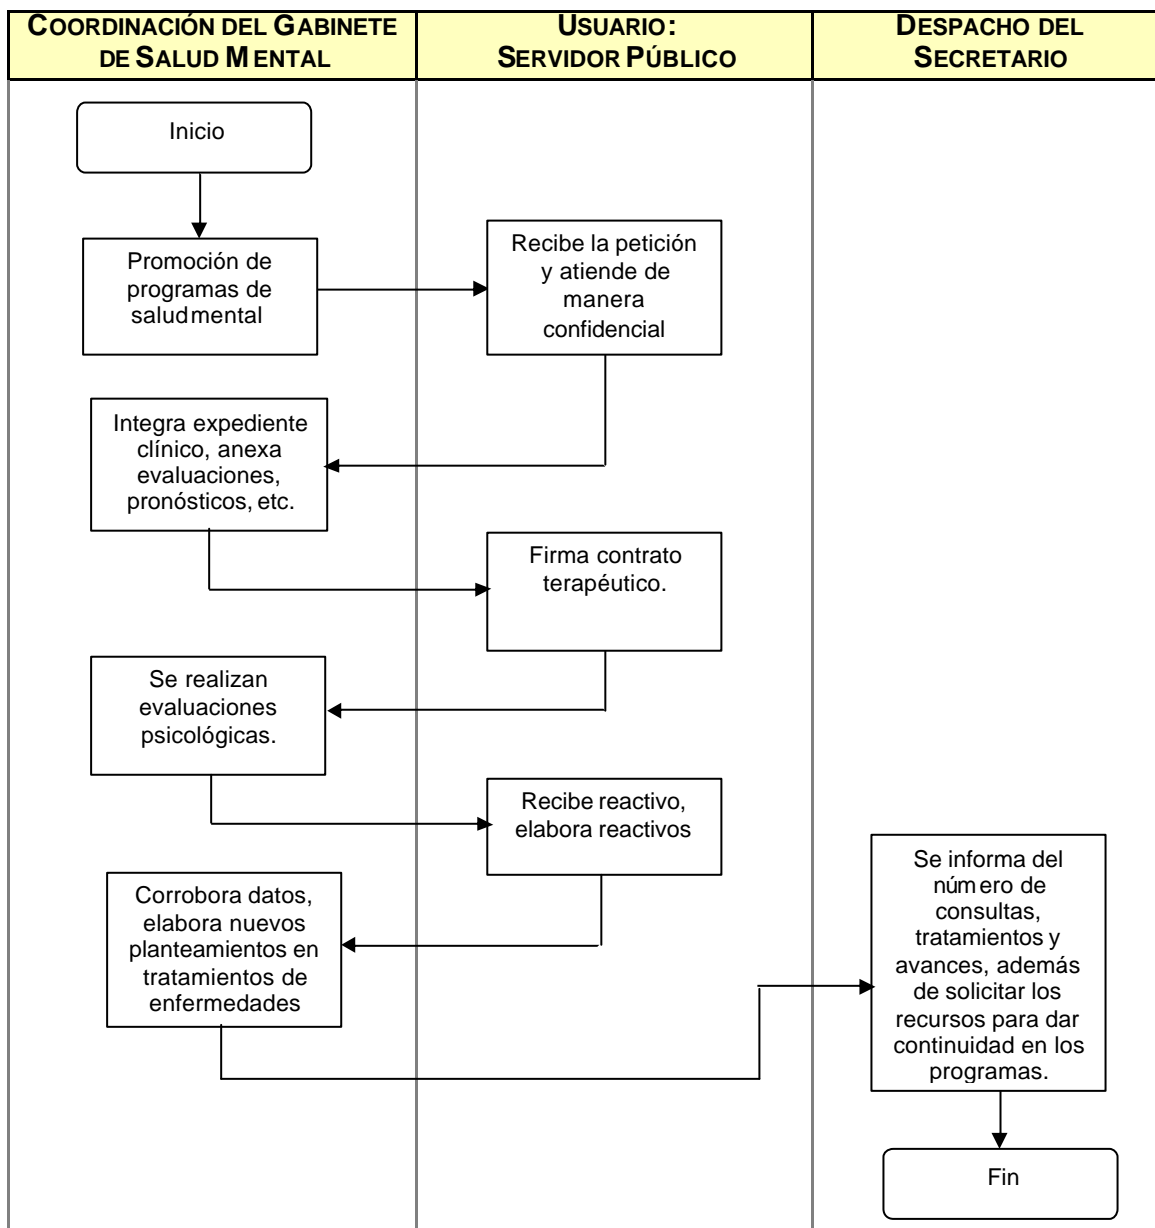 COORDINACIÓN DEL GABINETE
DE SALUD MENTAL
USUARIO:
SERVIDOR PÚBLICO
DESPACHO DEL
SECRETARIO
Inicio
Promoción de
programas de
salud mental
Recibe la petición
y atiende de
manera
confidencial
Integra expediente
clínico, anexa
evaluaciones,
pronósticos, etc.
Firma contrato
terapéutico.
Se realizan
evaluaciones
psicológicas.
Recibe reactivo,
elabora reactivos
Corrobora datos,
elabora nuevos
planteamientos en
tratamientos de
enfermedades
Se informa del
número de
consultas,
tratamientos y
avances, además
de solicitar los
recursos para dar
continuidad en los
programas.
Fin